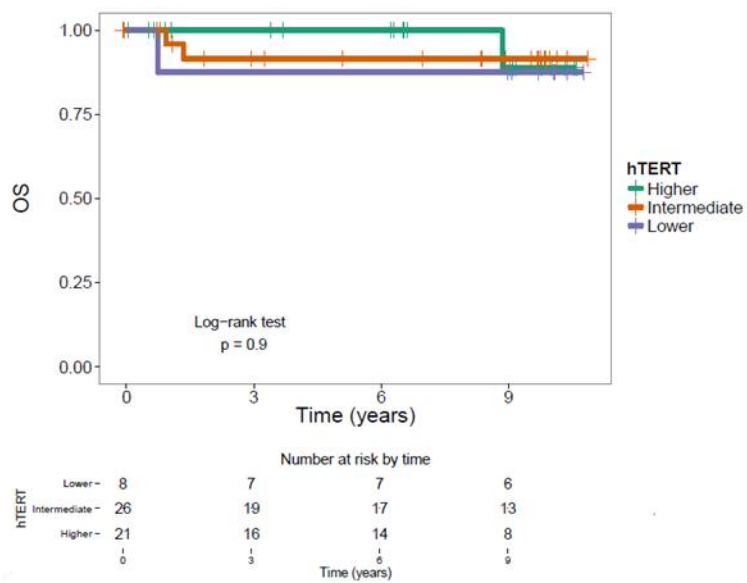 1.00
0.75
0.50
0.25
0.00
OS
Log-rank test
p = 0.9
0 3 6 9
Time (years)
hTERT
Higher
Intermediate
Lower
Number at risk by time
hTERT
Lower 8 7 7 6
Intermediate 26 19 17 13
Higher 21 16 14 8
0 3 6 9
Time (years)